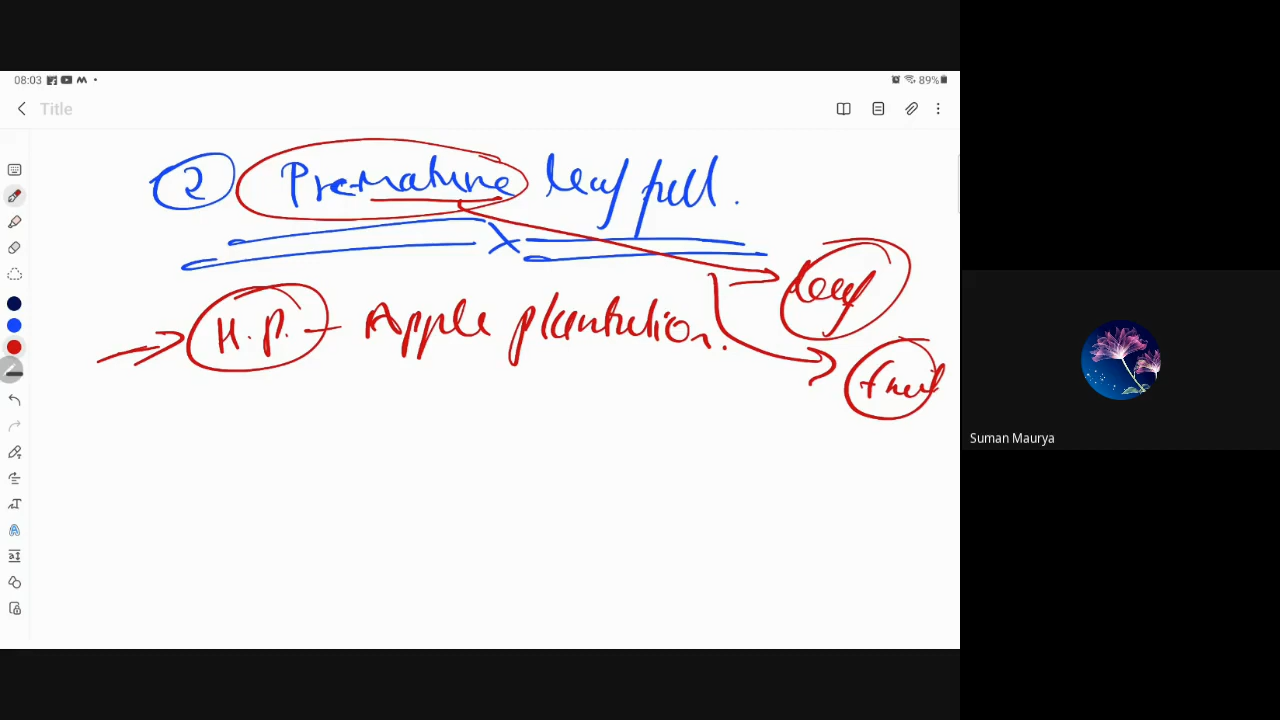 08:03 89%
Title
2 Premature leaf fall.
leaf
H.P. - Apple plantation.
fruit
Suman Maurya